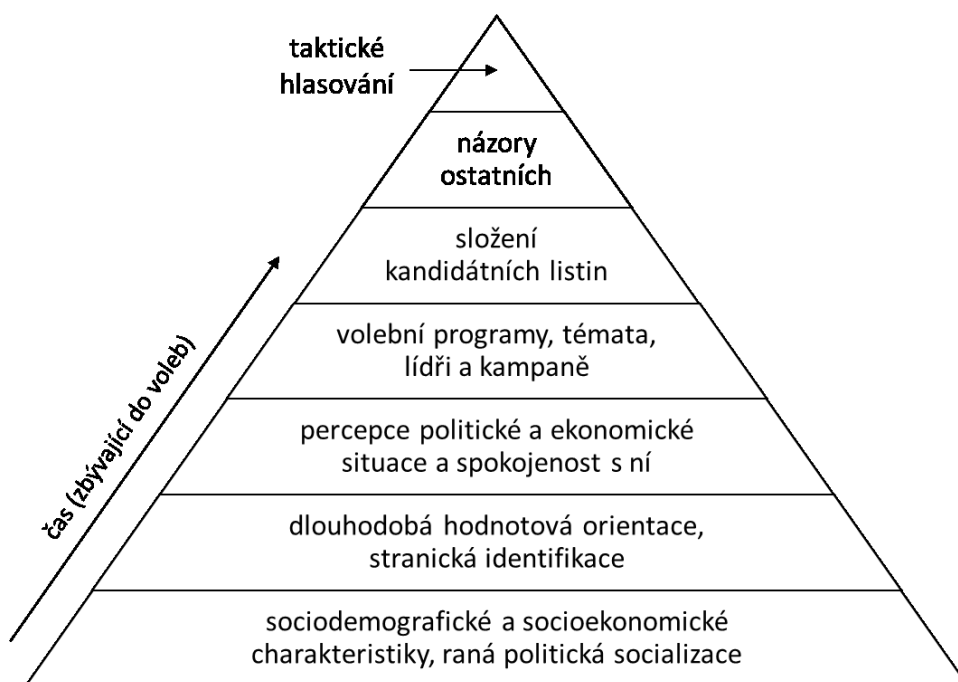 taktické
hlasování
názory
ostatních
složení
kandidátních listin
volební programy, témata,
lídři a kampaně
percepce politické a ekonomické
situace a spokojenost s ní
dlouhodobá hodnotová orientace,
stranická identifikace
sociodemografické a socioekonomické
charakteristiky, raná politická socializace
čas (zbývající do voleb)